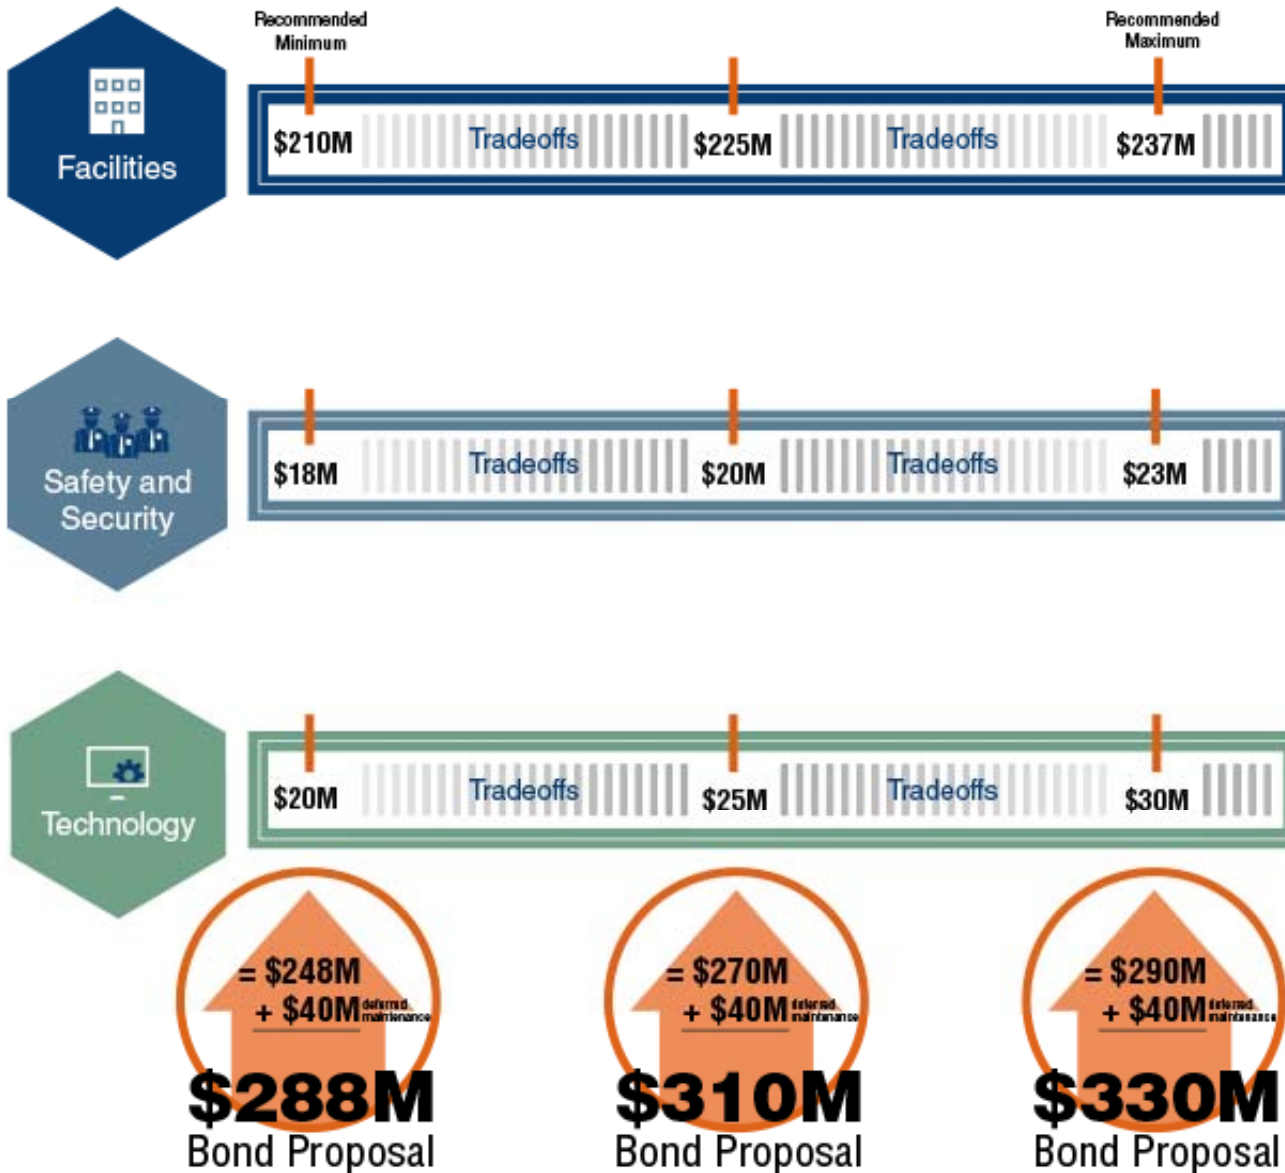 Recommended
Minimum
Recommended
Maximum
Facilities
$210M Tradeoffs $225M Tradeoffs $237M
Safety and
Security
$18M Tradeoffs $20M Tradeoffs $23M
Technology
$20M Tradeoffs $25M Tradeoffs $30M
= $248M
+ $40M deferred
maintenance
$288M
Bond Proposal
= $270M
+ $40M deferred
maintenance
$310M
Bond Proposal
= $290M
+ $40M deferred
maintenance
$330M
Bond Proposal